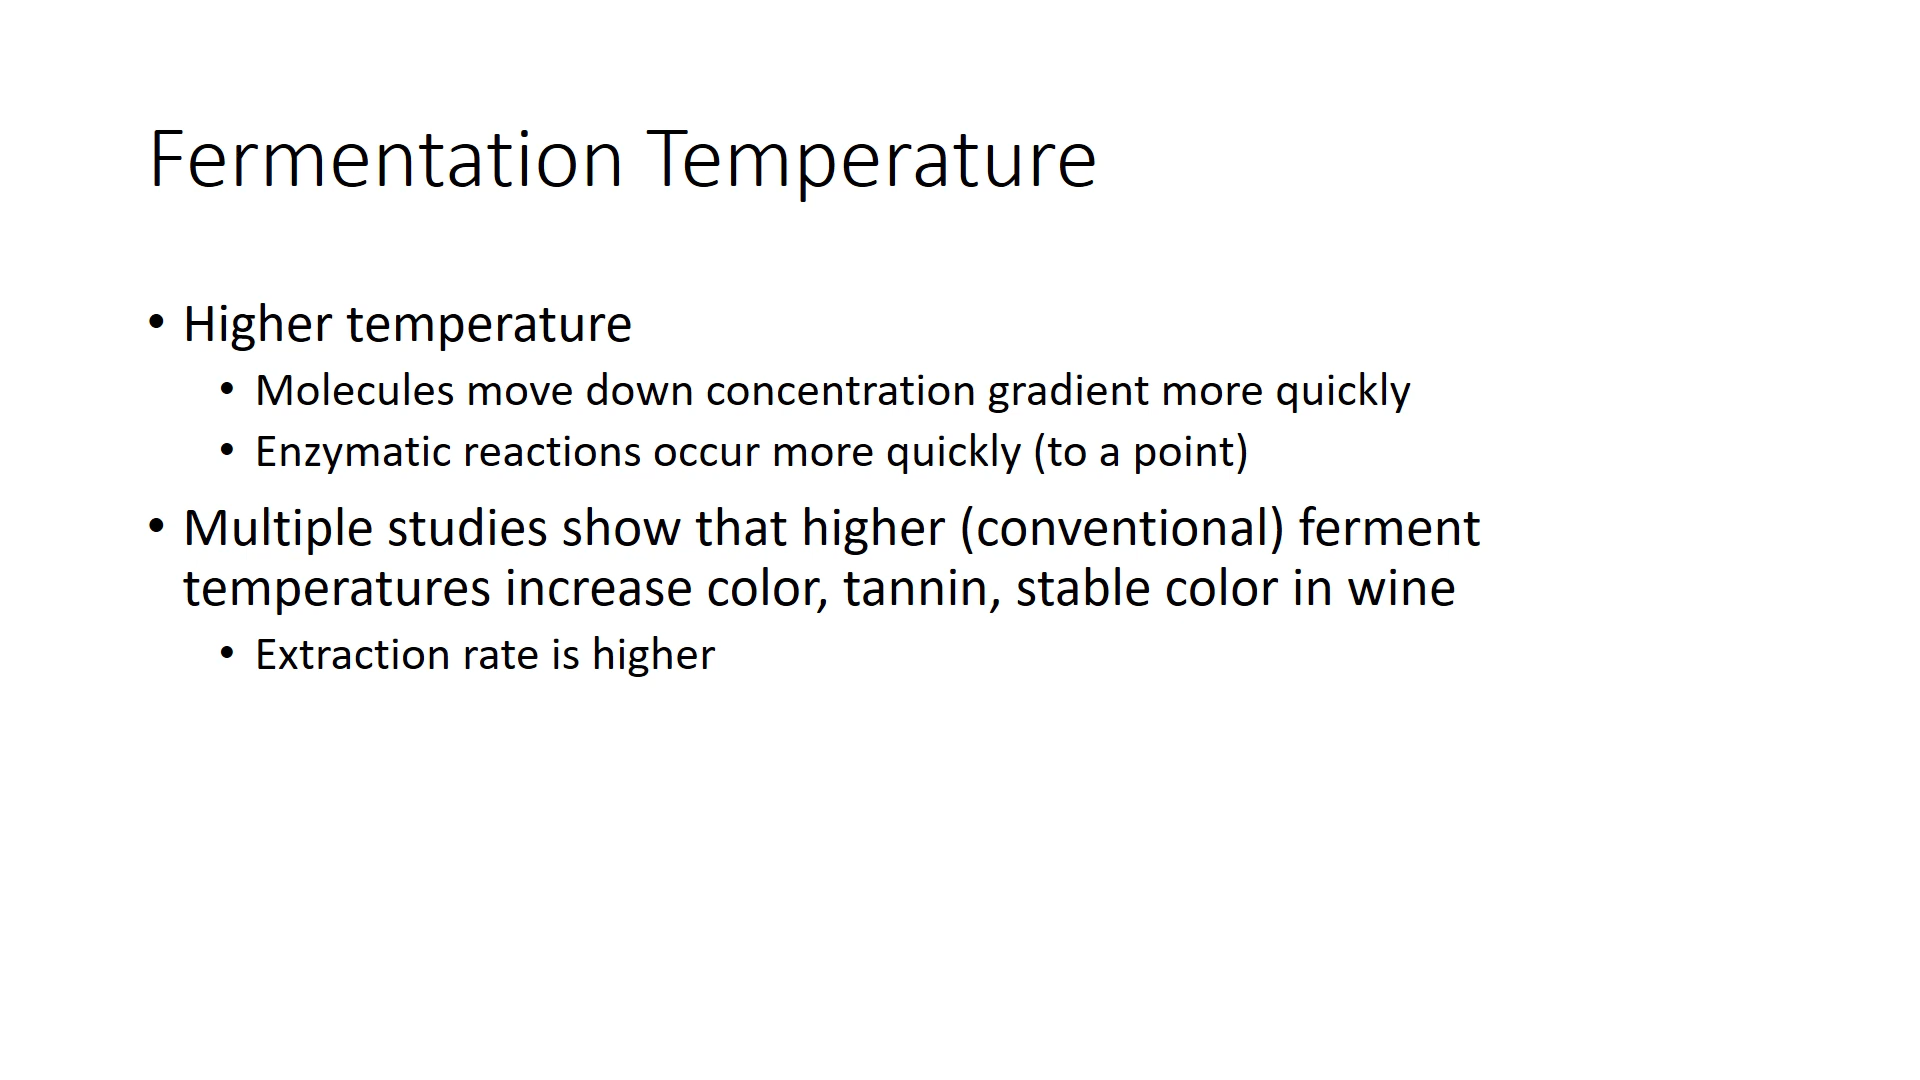 Fermentation Temperature
• Higher temperature
• Molecules move down concentration gradient more quickly
• Enzymatic reactions occur more quickly (to a point)
• Multiple studies show that higher (conventional) ferment
temperatures increase color, tannin, stable color in wine
• Extraction rate is higher